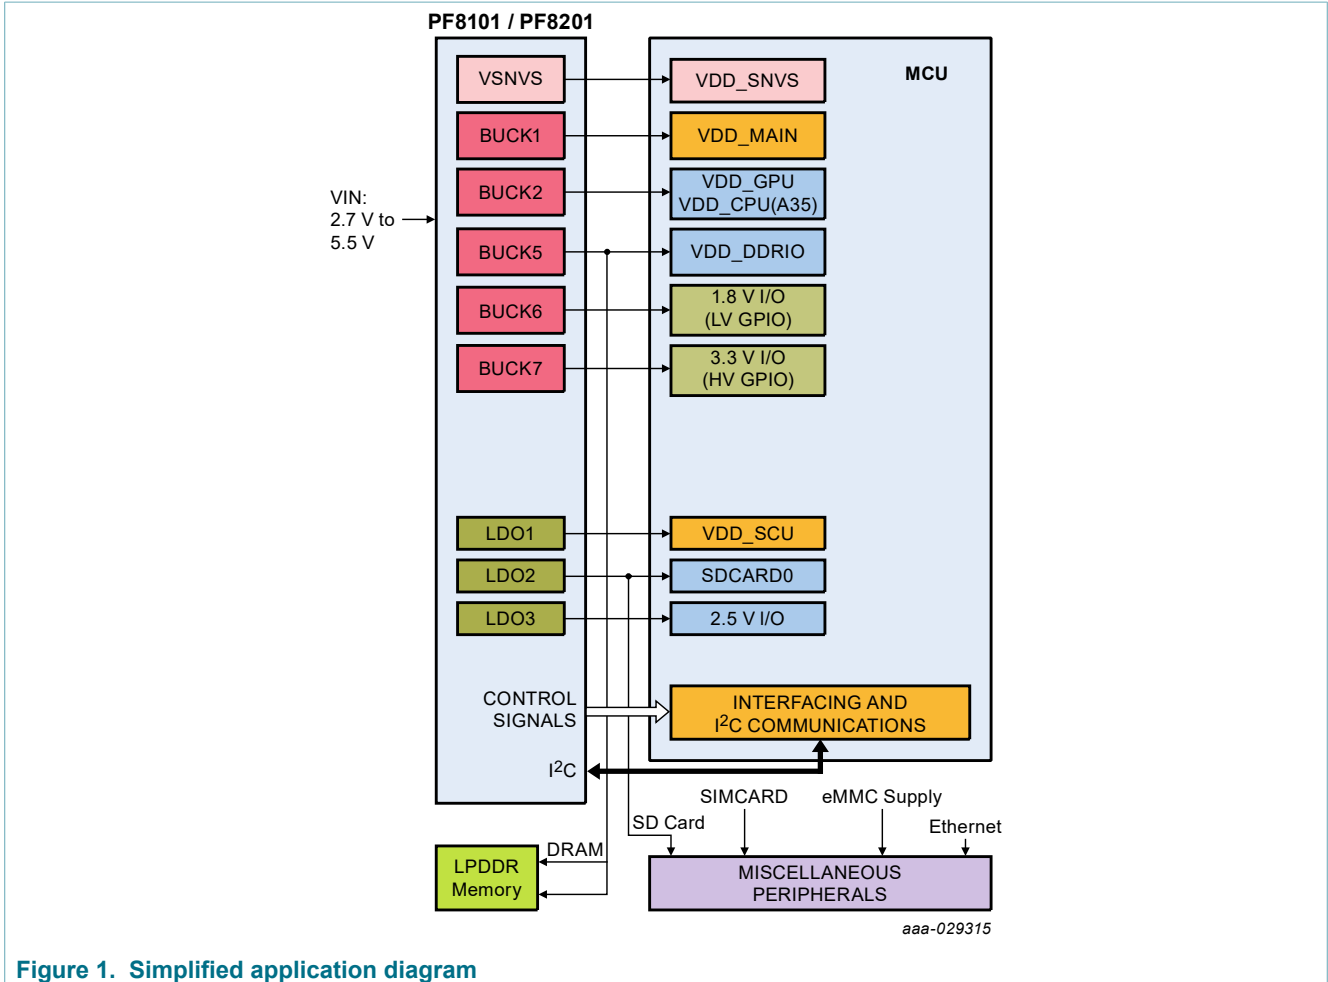 PF8101 / PF8201
MCU
VSNVS
VDD_SNVS
BUCK1
VDD_MAIN
VIN:
2.7 V to
5.5 V
BUCK2
VDD_GPU
VDD_CPU(A35)
BUCK5
VDD_DDRIO
BUCK6
1.8 V I/O
(LV GPIO)
BUCK7
3.3 V I/O
(HV GPIO)
LDO1
VDD_SCU
LDO2
SDCARD0
LDO3
2.5 V I/O
CONTROL
SIGNALS
INTERFACING AND
I2C COMMUNICATIONS
I2C
SIMCARD
eMMC Supply
SD Card
Ethernet
DRAM
LPDDR
Memory
MISCELLANEOUS
PERIPHERALS
aaa-029315
Figure 1. Simplified application diagram